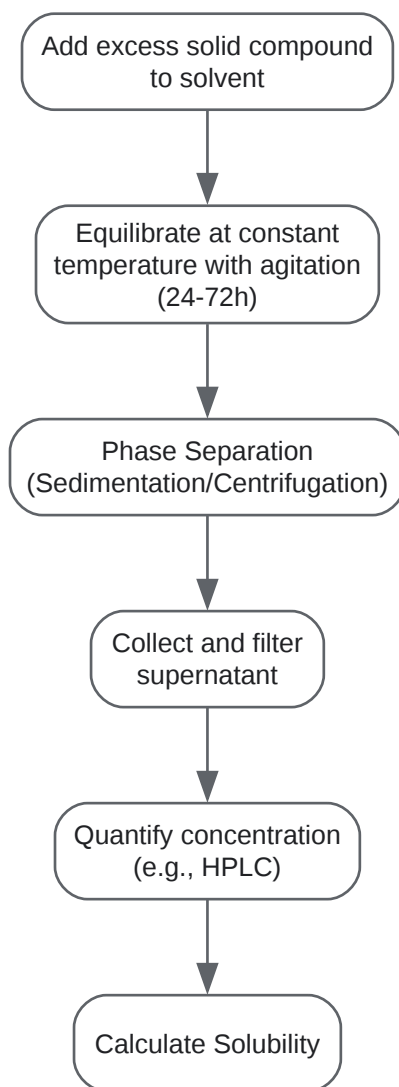 Add excess solid compound
to solvent
Equilibrate at constant
temperature with agitation
(24-72h)
Phase Separation
(Sedimentation/Centrifugation)
Collect and filter
supernatant
Quantify concentration
(e.g., HPLC)
Calculate Solubility